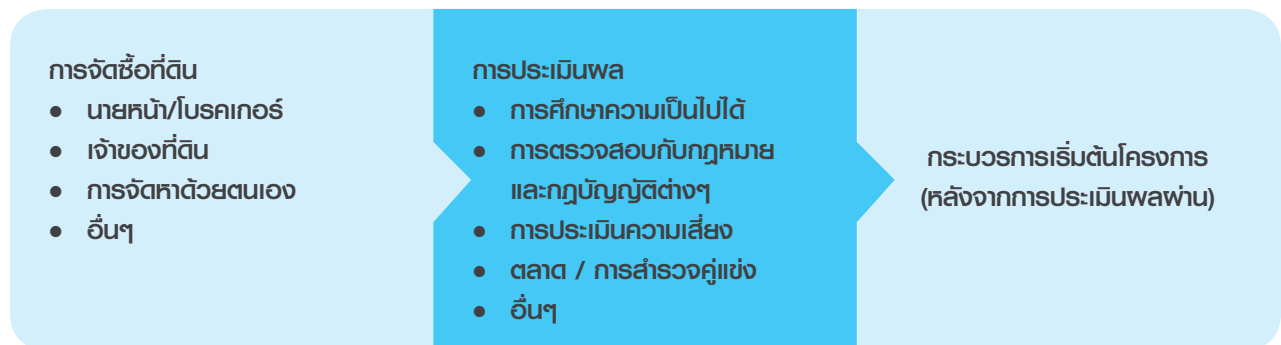 การจัดซื้อที่ดิน
● นายหน้า/โบรคเกอร์
● เจ้าของที่ดิน
● การจัดหาด้วยตนเอง
● อื่นๆ
การประเมินผล
● การศึกษาความเป็นไปได้
● การตรวจสอบกับกฎหมาย
และกฎบัญญัติต่างๆ
● การประเมินความเสี่ยง
● ตลาด / การสำรวจคู่แข่ง
● อื่นๆ
กระบวรการเริ่มต้นโครงการ
(หลังจากการประเมินผลผ่าน)